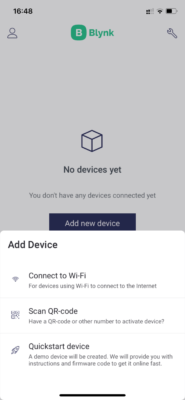 16:48
B Blynk
No devices yet
You don't have any devices connected yet
Add new device
Add Device
Connect to Wi-Fi
For devices using Wi-Fi to connect to the Internet
Scan QR-code
Have a QR-code or other number to activate device?
Quickstart device
A demo device will be created. We will provide you with
instructions and firmware code to get it online fast.